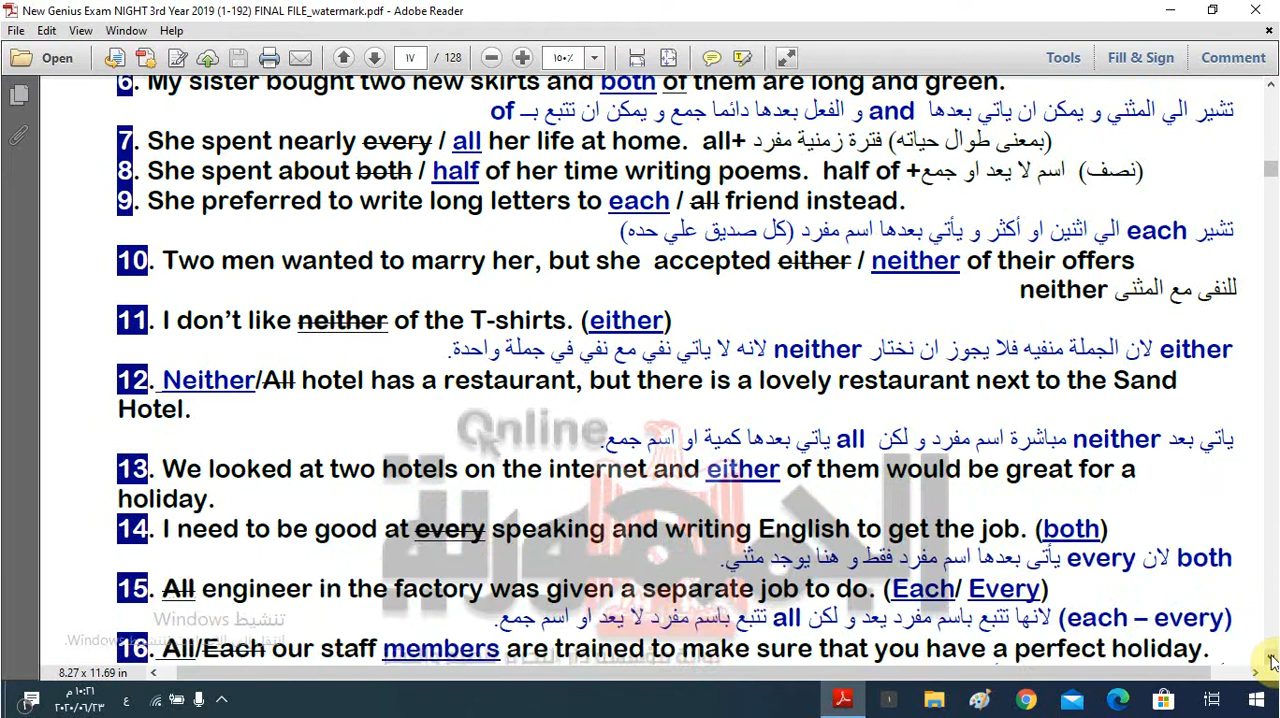 New Genius Exam NIGHT 3rd Year 2019 (1-192) FINAL FILE_watermark.pdf - Adobe Reader
File Edit View Window Help
Open ١٧ / 128 ١٥٠٪ Tools Fill & Sign Comment
6. My sister bought two new skirts and both of them are long and green.
تشير الي المثني و يمكن ان ياتي بعدها and و الفعل بعدها دائما جمع و يمكن ان تتبع بـــ of
7. She spent nearly every / all her life at home. all+ فترة زمنية مفرد (بمعنى طوال حياته)
8. She spent about both / half of her time writing poems. half of + اسم لا يعد او جمع (نصف)
9. She preferred to write long letters to each / all friend instead.
تشير each الي اثنين او أكثر و يأتي بعدها اسم مفرد (كل صديق علي حده)
10. Two men wanted to marry her, but she accepted either / neither of their offers
للنفى مع المثنى neither
11. I don’t like neither of the T-shirts. (either)
either لان الجملة منفيه فلا يجوز ان نختار neither لانه لا ياتي نفي مع نفي في جملة واحدة.
12. Neither/All hotel has a restaurant, but there is a lovely restaurant next to the Sand
Hotel.
ياتي بعد neither مباشرة اسم مفرد و لكن all ياتي بعدها كمية او اسم جمع.
13. We looked at two hotels on the internet and either of them would be great for a
holiday.
14. I need to be good at every speaking and writing English to get the job. (both)
both لان every يأتى بعدها اسم مفرد فقط و هنا يوجد مثني.
15. All engineer in the factory was given a separate job to do. (Each/ Every)
(each – every) لانها تتبع باسم مفرد يعد و لكن all تتبع باسم مفرد لا يعد او اسم جمع.
16. All/Each our staff members are trained to make sure that you have a perfect holiday.
Online
الجمهورية
تنشيط Windows
8.27 x 11.69 in
١٠:٢١ م
٢٠٢٠/٠٦/٢٣
ع